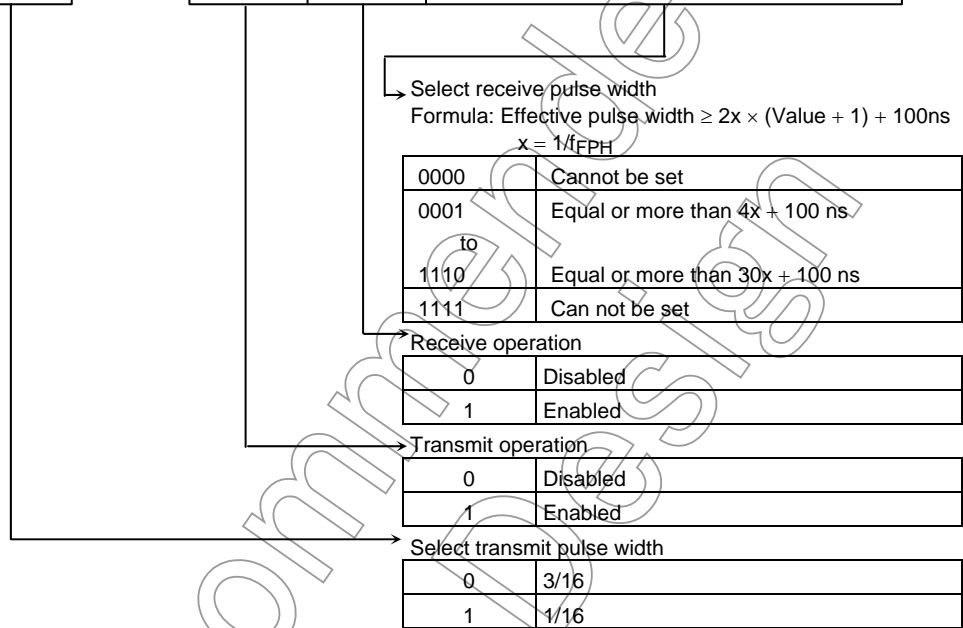 Select receive pulse width
Formula: Effective pulse width ≥ 2x × (Value + 1) + 100ns
x = 1/fFPH
0000 Cannot be set
0001 Equal or more than 4x + 100 ns
to
1110 Equal or more than 30x + 100 ns
1111 Can not be set
Receive operation
0 Disabled
1 Enabled
Transmit operation
0 Disabled
1 Enabled
Select transmit pulse width
0 3/16
1 1/16
ommende
Design